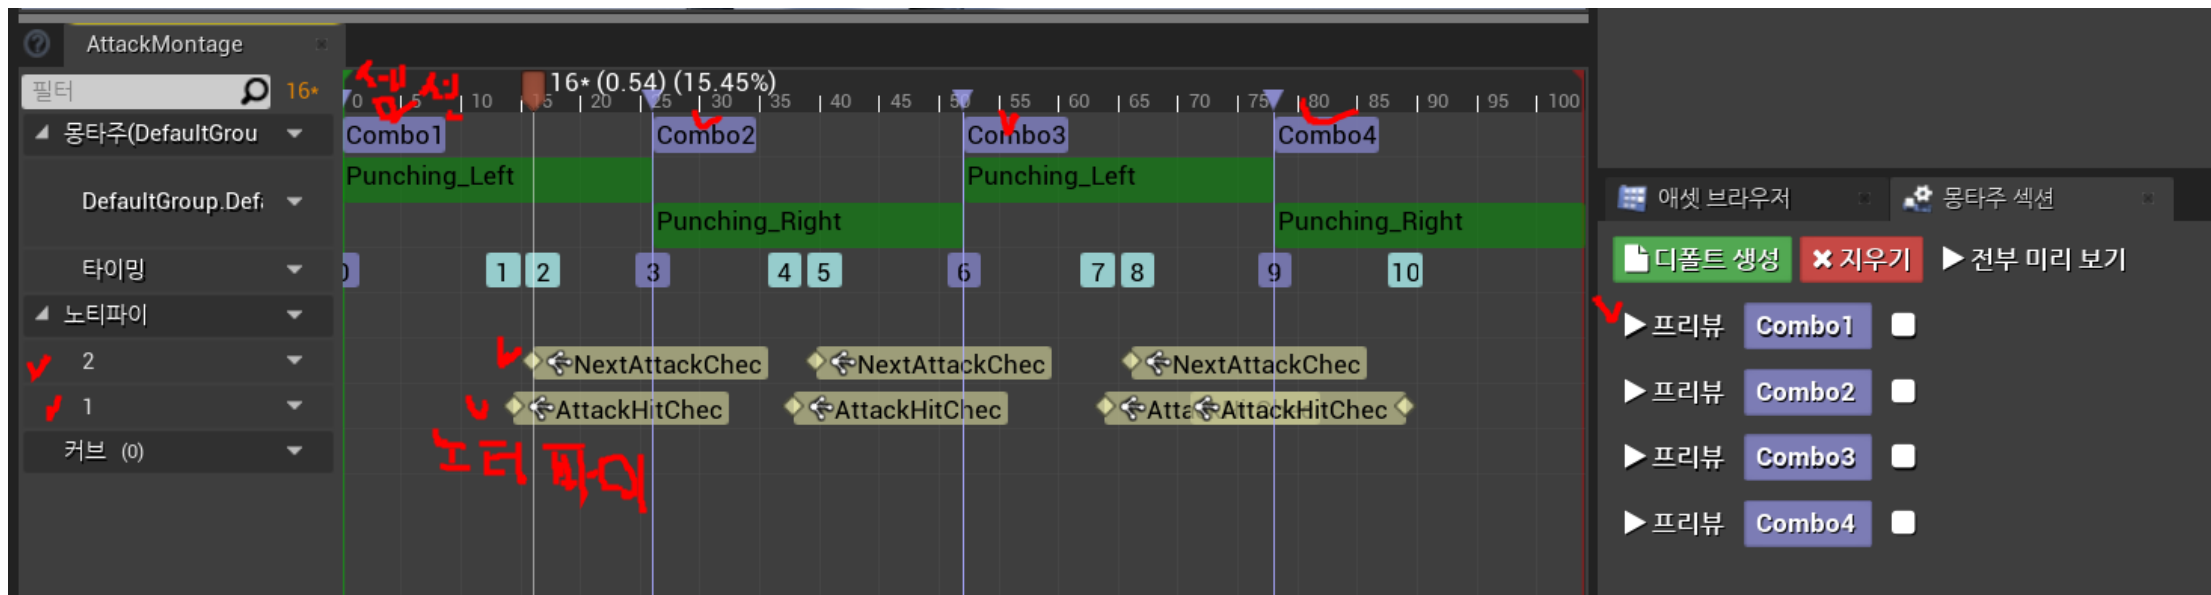 AttackMontage
섹션
16* (0.54) (15.45%)
필터 16*
0 5 10 15 20 25 30 35 40 45 50 55 60 65 70 75 80 85 90 95 100
몽타주(DefaultGrou Combo1 Combo2 Combo3 Combo4
Punching_Left Punching_Left
DefaultGroup.Defa
Punching_Right Punching_Right
타이밍 0 1 2 3 4 5 6 7 8 9 10
노티파이
2 NextAttackChec NextAttackChec NextAttackChec
1 AttackHitChec AttackHitChec Atta AttackHitChec
노티파이
커브 (0)
애셋 브라우저 몽타주 섹션
디폴트 생성 지우기 전부 미리 보기
프리뷰 Combo1
프리뷰 Combo2
프리뷰 Combo3
프리뷰 Combo4